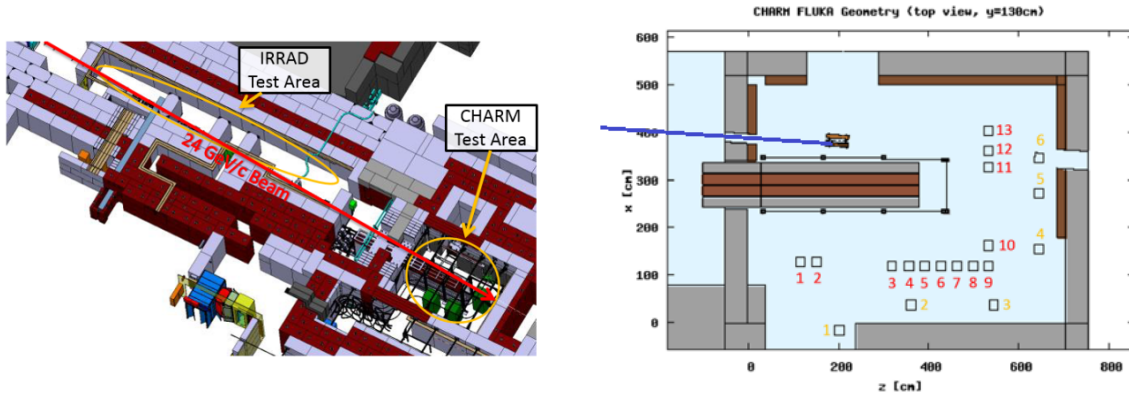 IRRAD
Test Area
CHARM
Test Area
24 GeV/c Beam
CHARM FLUKA Geometry (top view, y=130cm)
600
500
400
300
200
100
0
x [cm]
13
12
11
6
5
4
10
1 2
3 4 5 6 7 8 9
2
3
1
0 200 400 600 800
z [cm]